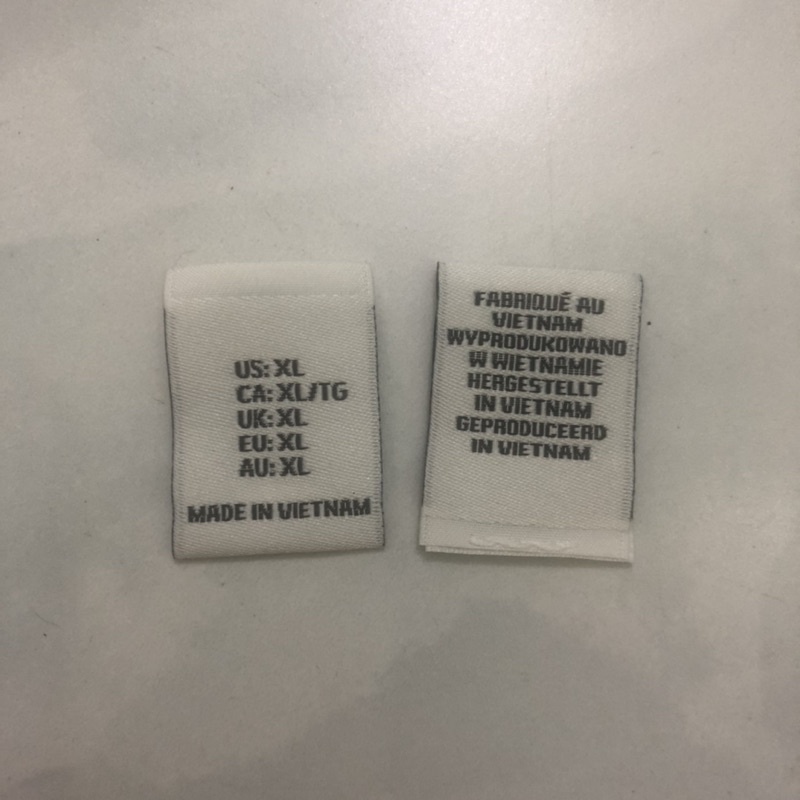 US: XL
CA: XL/TG
UK: XL
EU: XL
AU: XL
MADE IN VIETNAM
FABRIQUÉ AU
VIETNAM
WYPRODUKOWANO
W WIETNAMIE
HERGESTELLT
IN VIETNAM
GEPRODUCEERD
IN VIETNAM